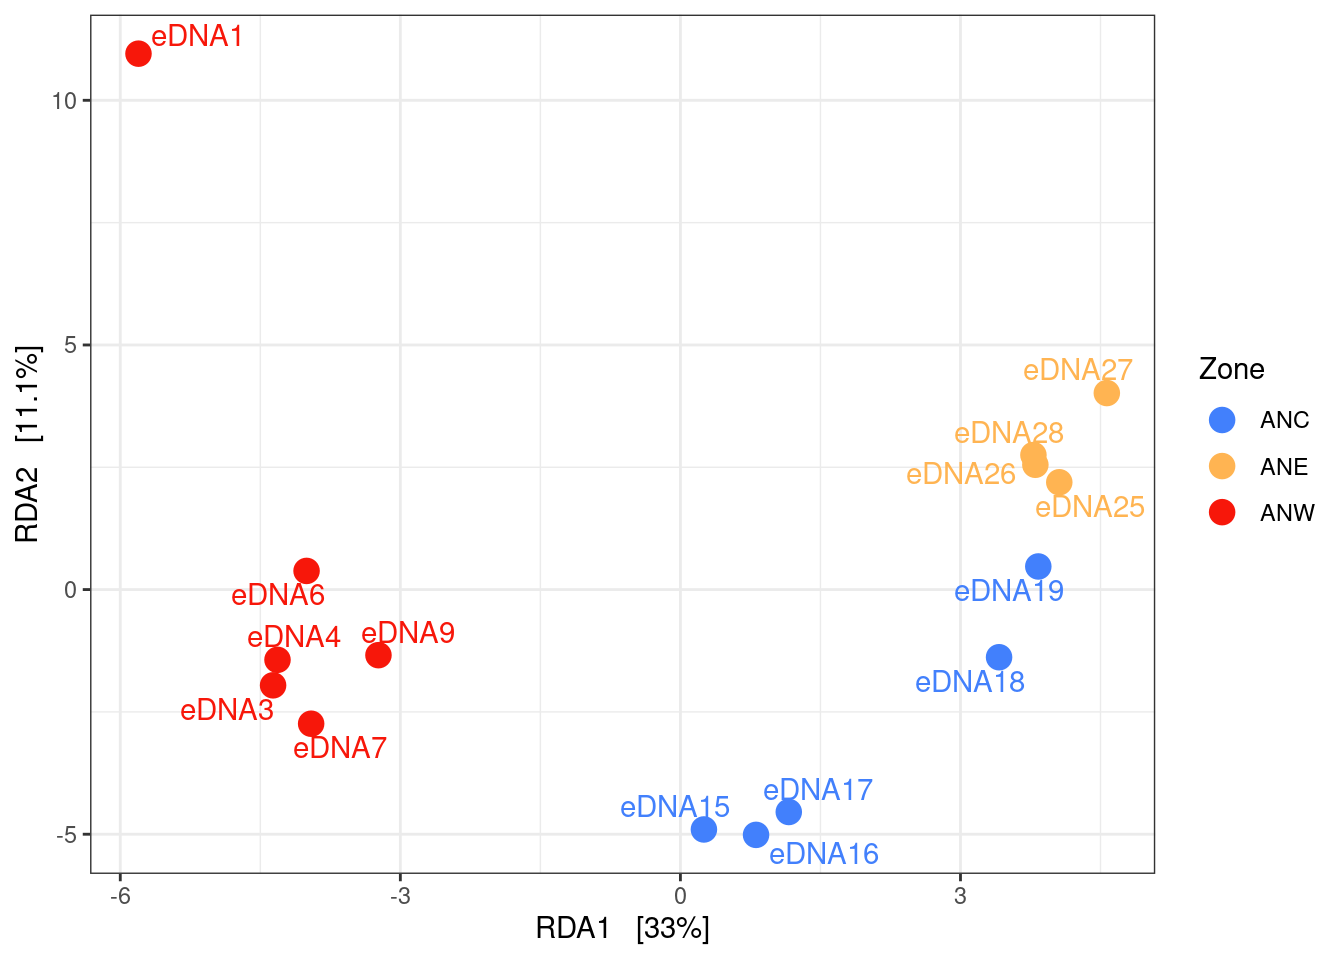 eDNA1
10
5
eDNA27
eDNA28
eDNA26
eDNA25
0
eDNA6
eDNA19
eDNA4
eDNA9
eDNA18
eDNA3
eDNA7
eDNA17
eDNA15
-5
eDNA16
-6
-3
0
3
RDA1 [33%]
RDA2 [11.1%]
Zone
ANC
ANE
ANW